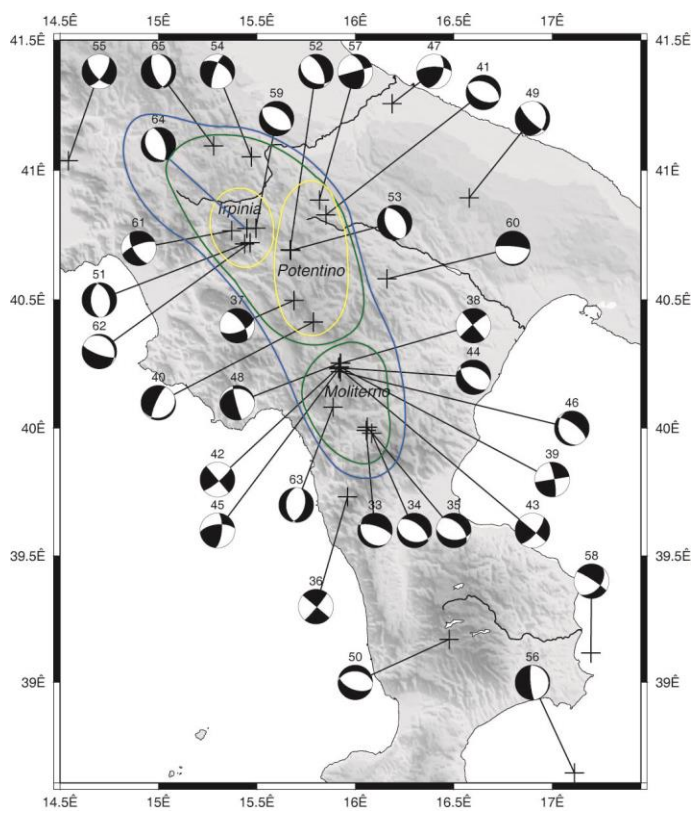 14.5Ê 15Ê 15.5Ê 16Ê 16.5Ê 17Ê
41.5Ê 41.5Ê
55 65 54 52 57 47
41
59 49
64
41Ê 41Ê
53
61 Irpinia 60
Potentino
51
40.5Ê 40.5Ê
37 38
62
44
40 48 Moliterno
46
40Ê 40Ê
42 39
45 63 33 34 35 43
39.5Ê 39.5Ê
58
36
50 56
39Ê 39Ê
14.5Ê 15Ê 15.5Ê 16Ê 16.5Ê 17Ê